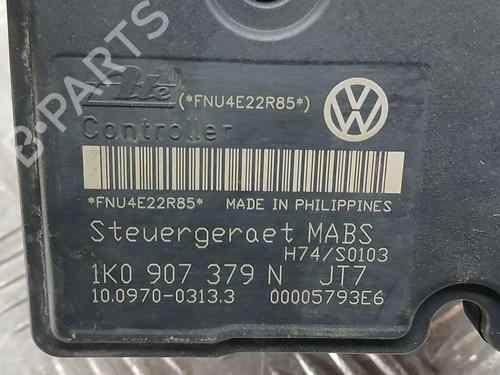 Ate (*FNU4E22R85*)
Controller
*FNU4E22R85* MADE IN PHILIPPINES
Steuergeraet MABS
H74/S0103
1K0 907 379 N JT7
10.0970-0313.3 00005793E6